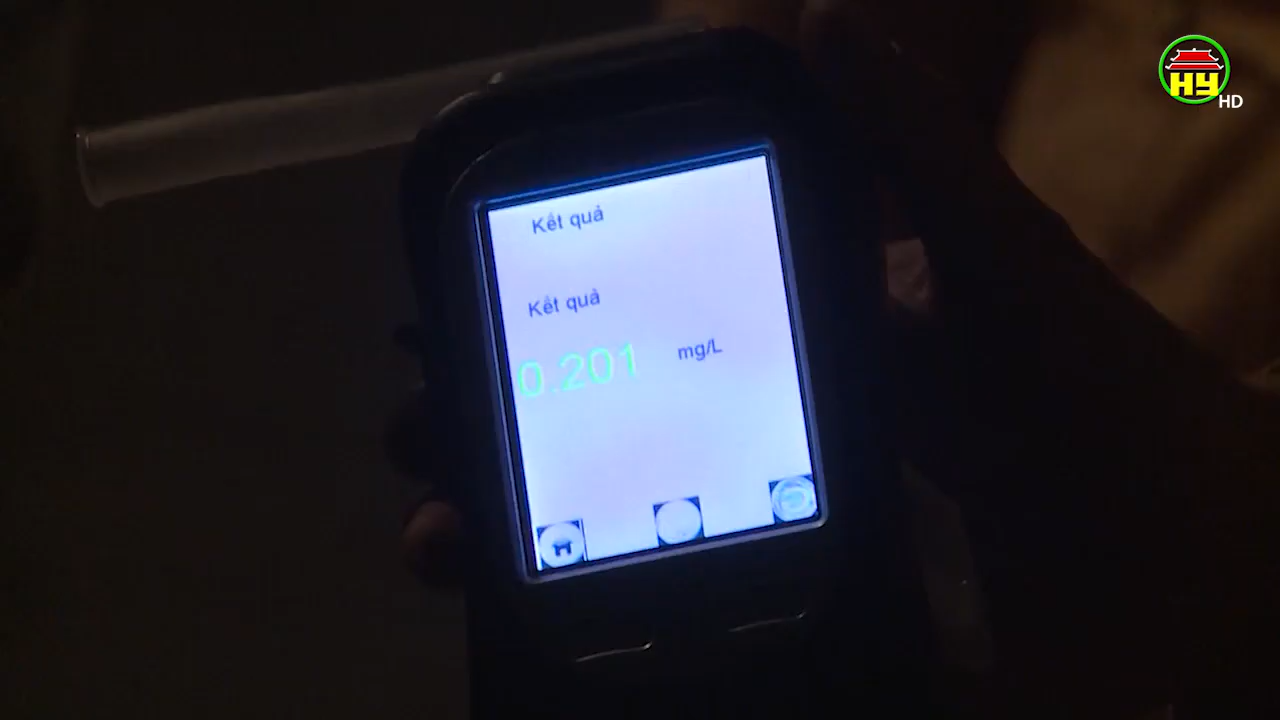 HY
HD
Kết quả
Kết quả
0.201 mg/L